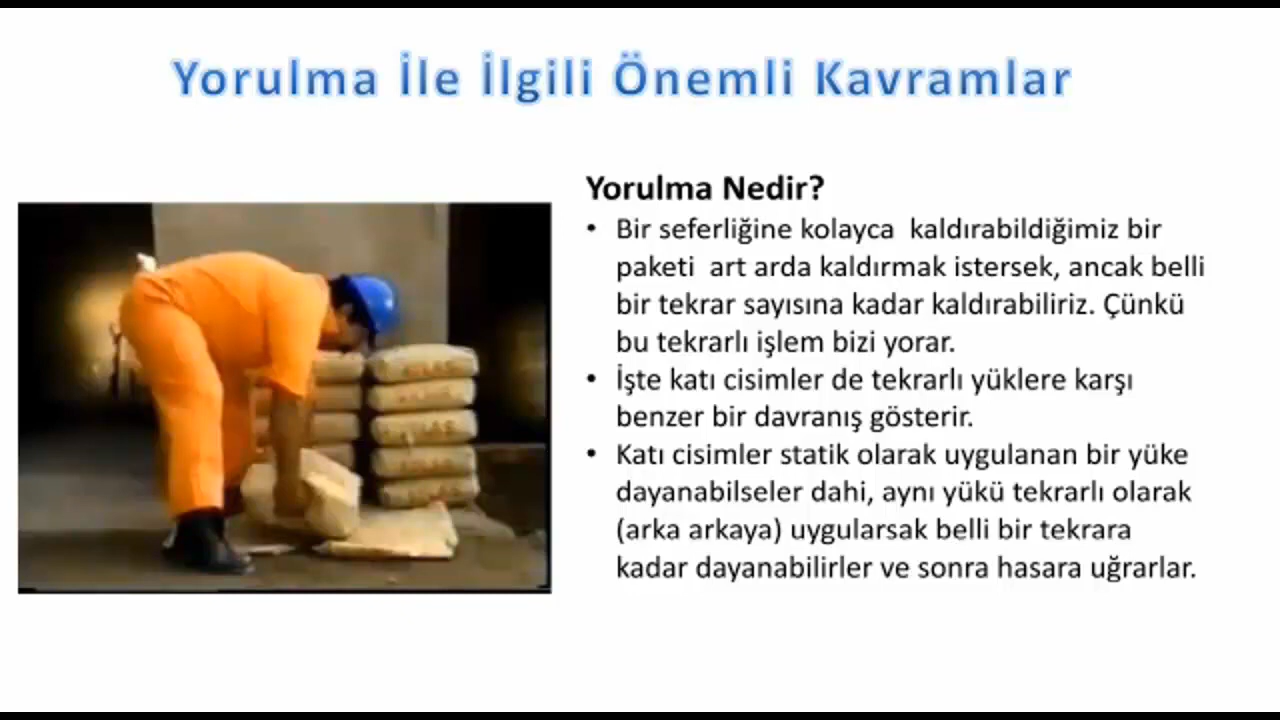 Yorulma İle İlgili Önemli Kavramlar
Yorulma Nedir?
• Bir seferliğine kolayca kaldırabildiğimiz bir
paketi art arda kaldırmak istersek, ancak belli
bir tekrar sayısına kadar kaldırabiliriz. Çünkü
bu tekrarlı işlem bizi yorar.
• İşte katı cisimler de tekrarlı yüklere karşı
benzer bir davranış gösterir.
• Katı cisimler statik olarak uygulanan bir yüke
dayanabilseler dahi, aynı yükü tekrarlı olarak
(arka arkaya) uygularsak belli bir tekrara
kadar dayanabilirler ve sonra hasara uğrarlar.